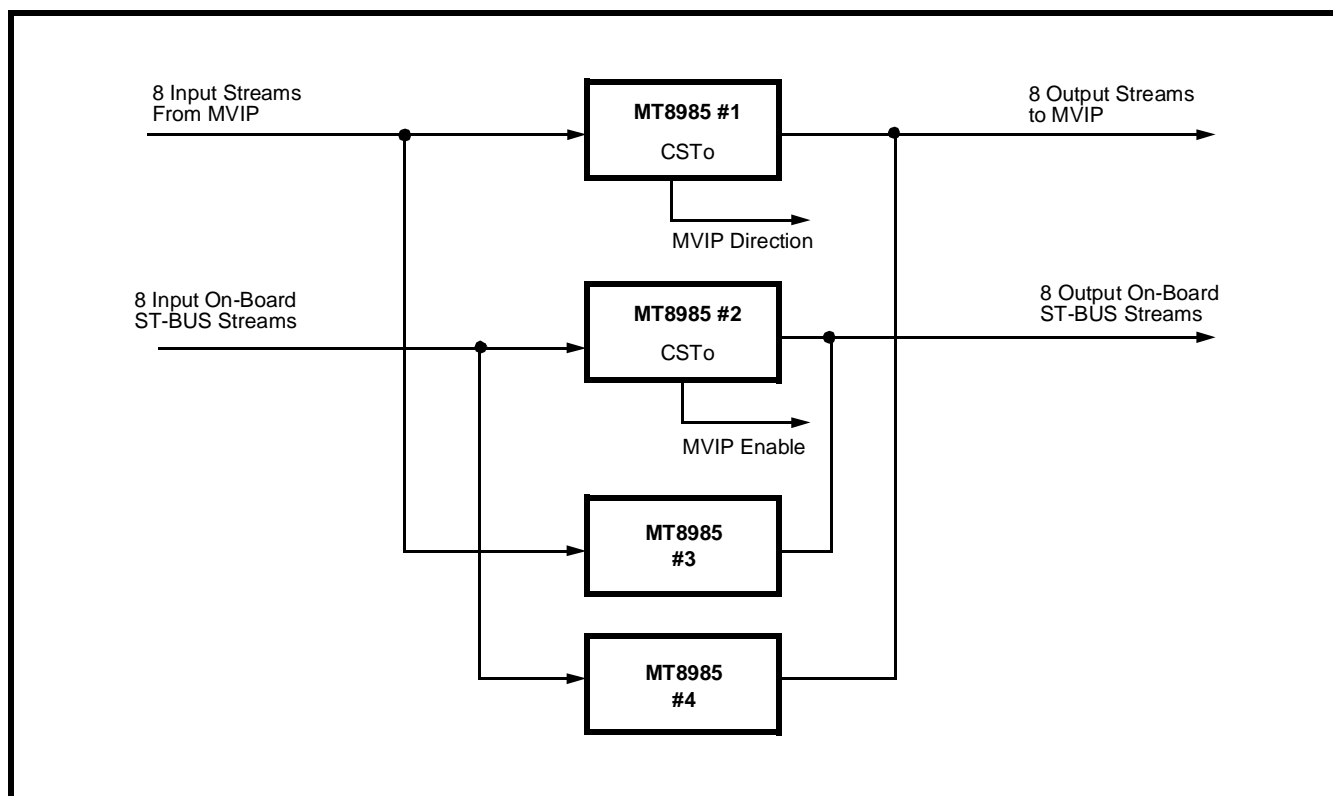 8 Input Streams
From MVIP
MT8985 #1
CSTo
8 Output Streams
to MVIP
MVIP Direction
8 Input On-Board
ST-BUS Streams
MT8985 #2
CSTo
8 Output On-Board
ST-BUS Streams
MVIP Enable
MT8985
#3
MT8985
#4